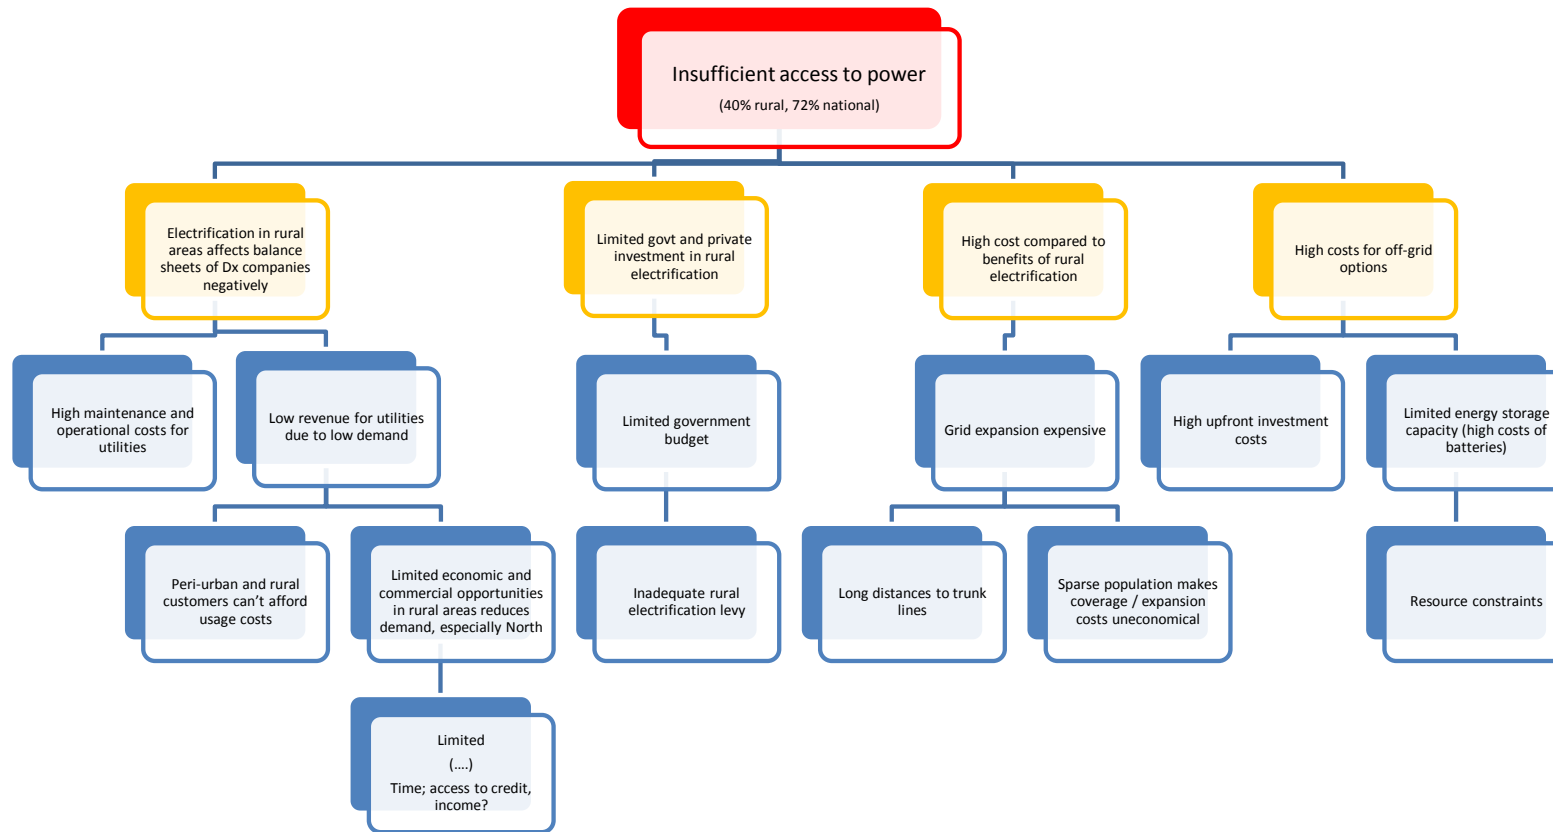 Insufficient access to power
(40% rural, 72% national)
Electrification in rural
areas affects balance
sheets of Dx companies
negatively
Limited govt and private
investment in rural
electrification
High cost compared to
benefits of rural
electrification
High costs for off-grid
options
High maintenance and
operational costs for
utilities
Low revenue for utilities
due to low demand
Limited government
budget
Grid expansion expensive
High upfront investment
costs
Limited energy storage
capacity (high costs of
batteries)
Peri-urban and rural
customers can’t afford
usage costs
Limited economic and
commercial opportunities
in rural areas reduces
demand, especially North
Inadequate rural
electrification levy
Long distances to trunk
lines
Sparse population makes
coverage / expansion
costs uneconomical
Resource constraints
Limited
(....)
Time; access to credit,
income?